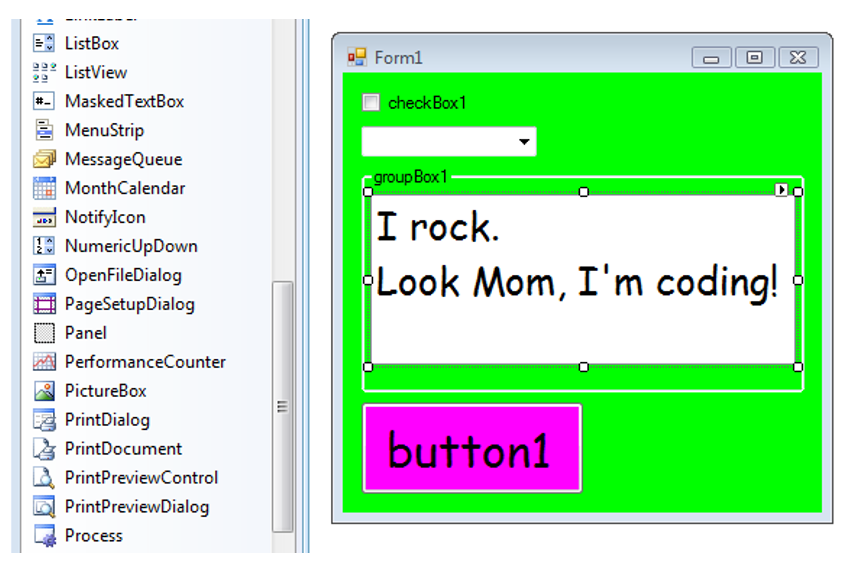 ListBox
ListView
MaskedTextBox
MenuStrip
MessageQueue
MonthCalendar
NotifyIcon
NumericUpDown
OpenFileDialog
PageSetupDialog
Panel
PerformanceCounter
PictureBox
PrintDialog
PrintDocument
PrintPreviewControl
PrintPreviewDialog
Process
Form1
checkBox1
groupBox1
I rock.
Look Mom, I'm coding!
button1